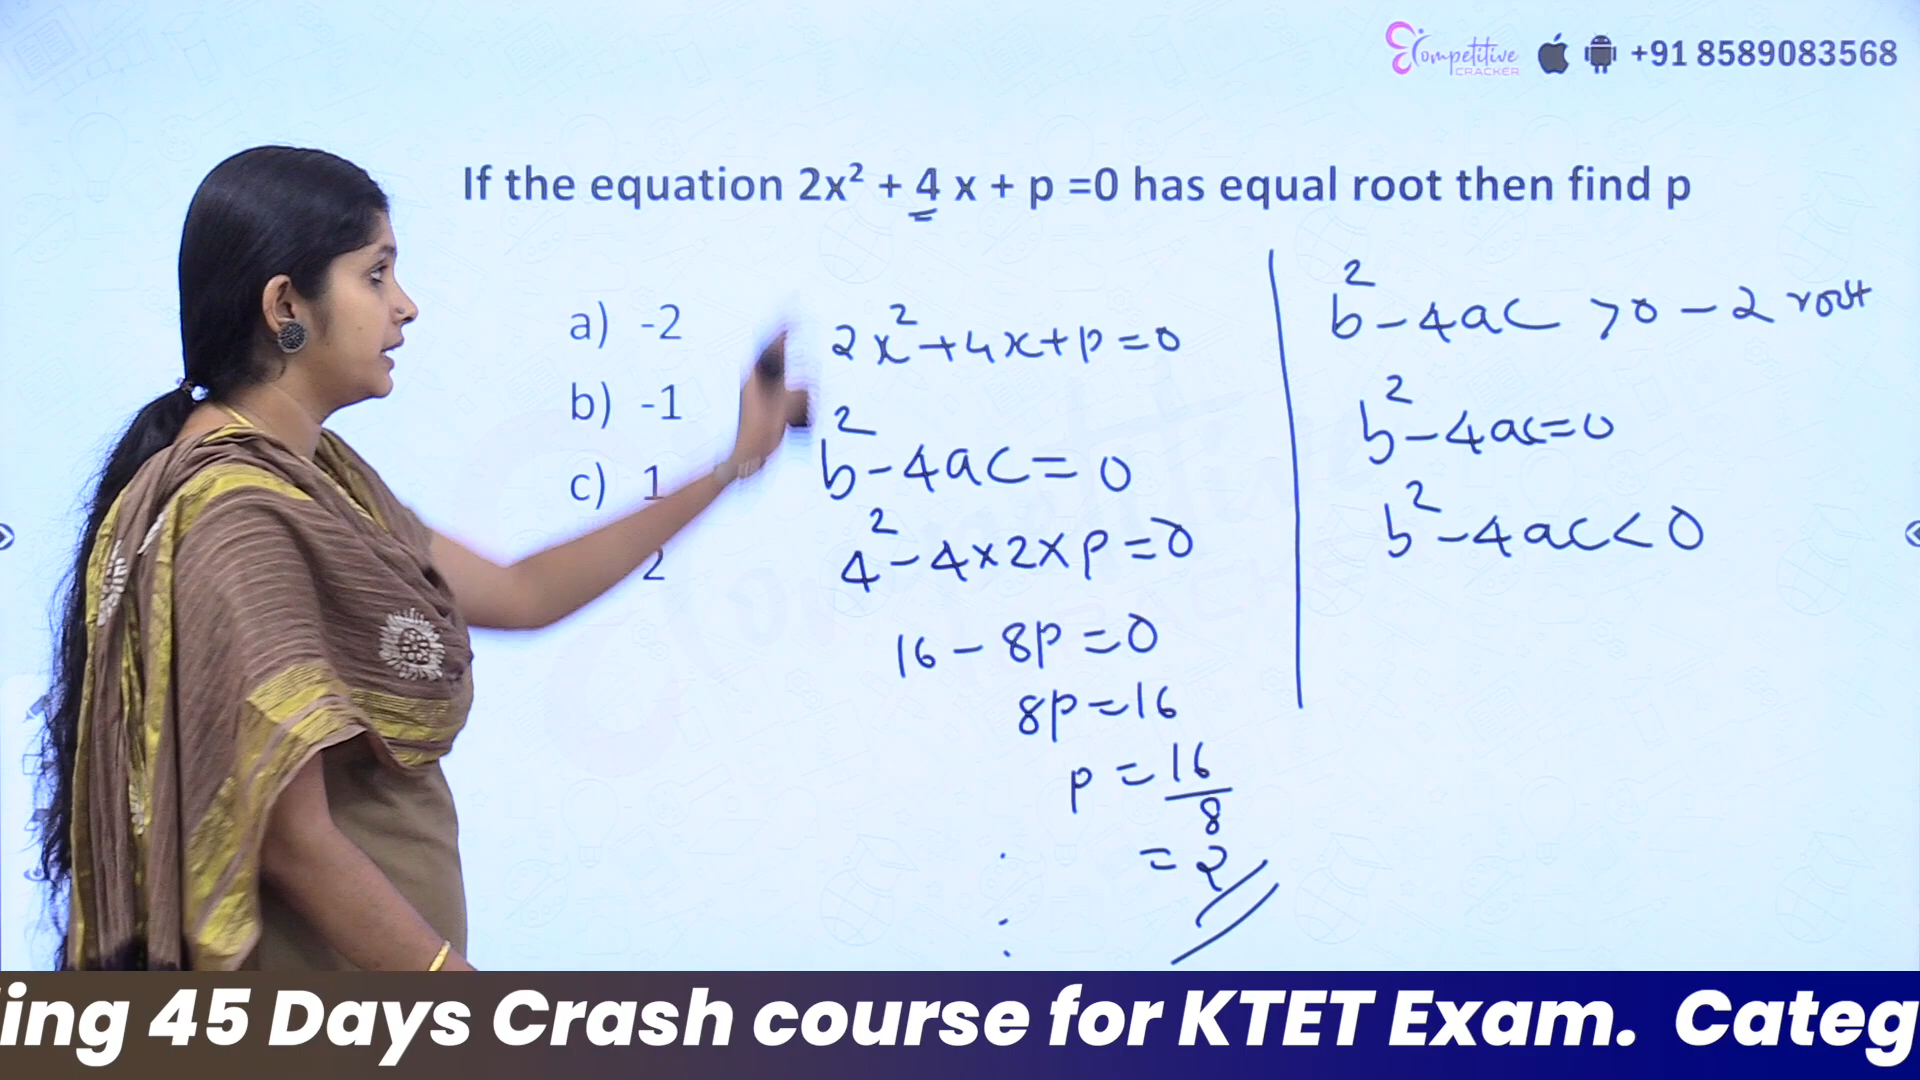 Competitive
CRACKER
+91 8589083568
If the equation 2x² + 4 x + p =0 has equal root then find p
a) -2
b) -1
c) 1
2
2x²+4x+p=0
b²-4ac=0
4²-4×2×p=0
16-8p=0
8p=16
p=16/8
=2
b²-4ac >0 - 2 root
b²-4ac=0
b²-4ac<0
ing 45 Days Crash course for KTET Exam. Categ